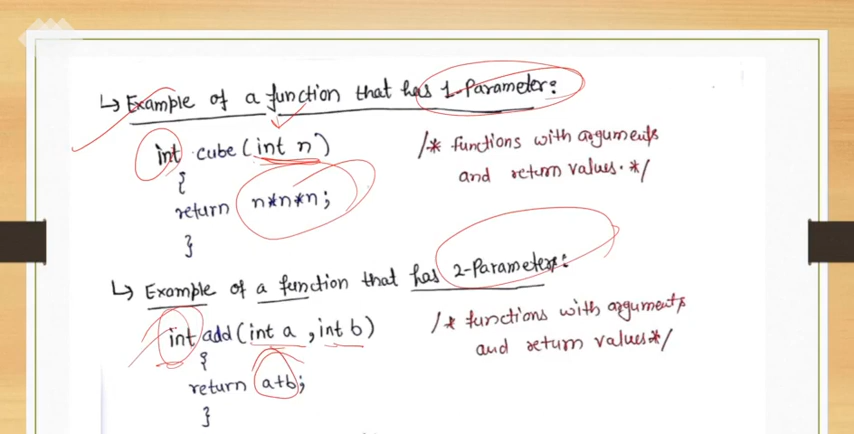 ↳ Example of a function that has 1-Parameter:
int cube (int n)
/* functions with arguments
and return values. */
{
return n*n*n;
}
↳ Example of a function that has 2-Parameters:
int add (int a, int b)
/* functions with arguments
and return values */
{
return a+b;
}